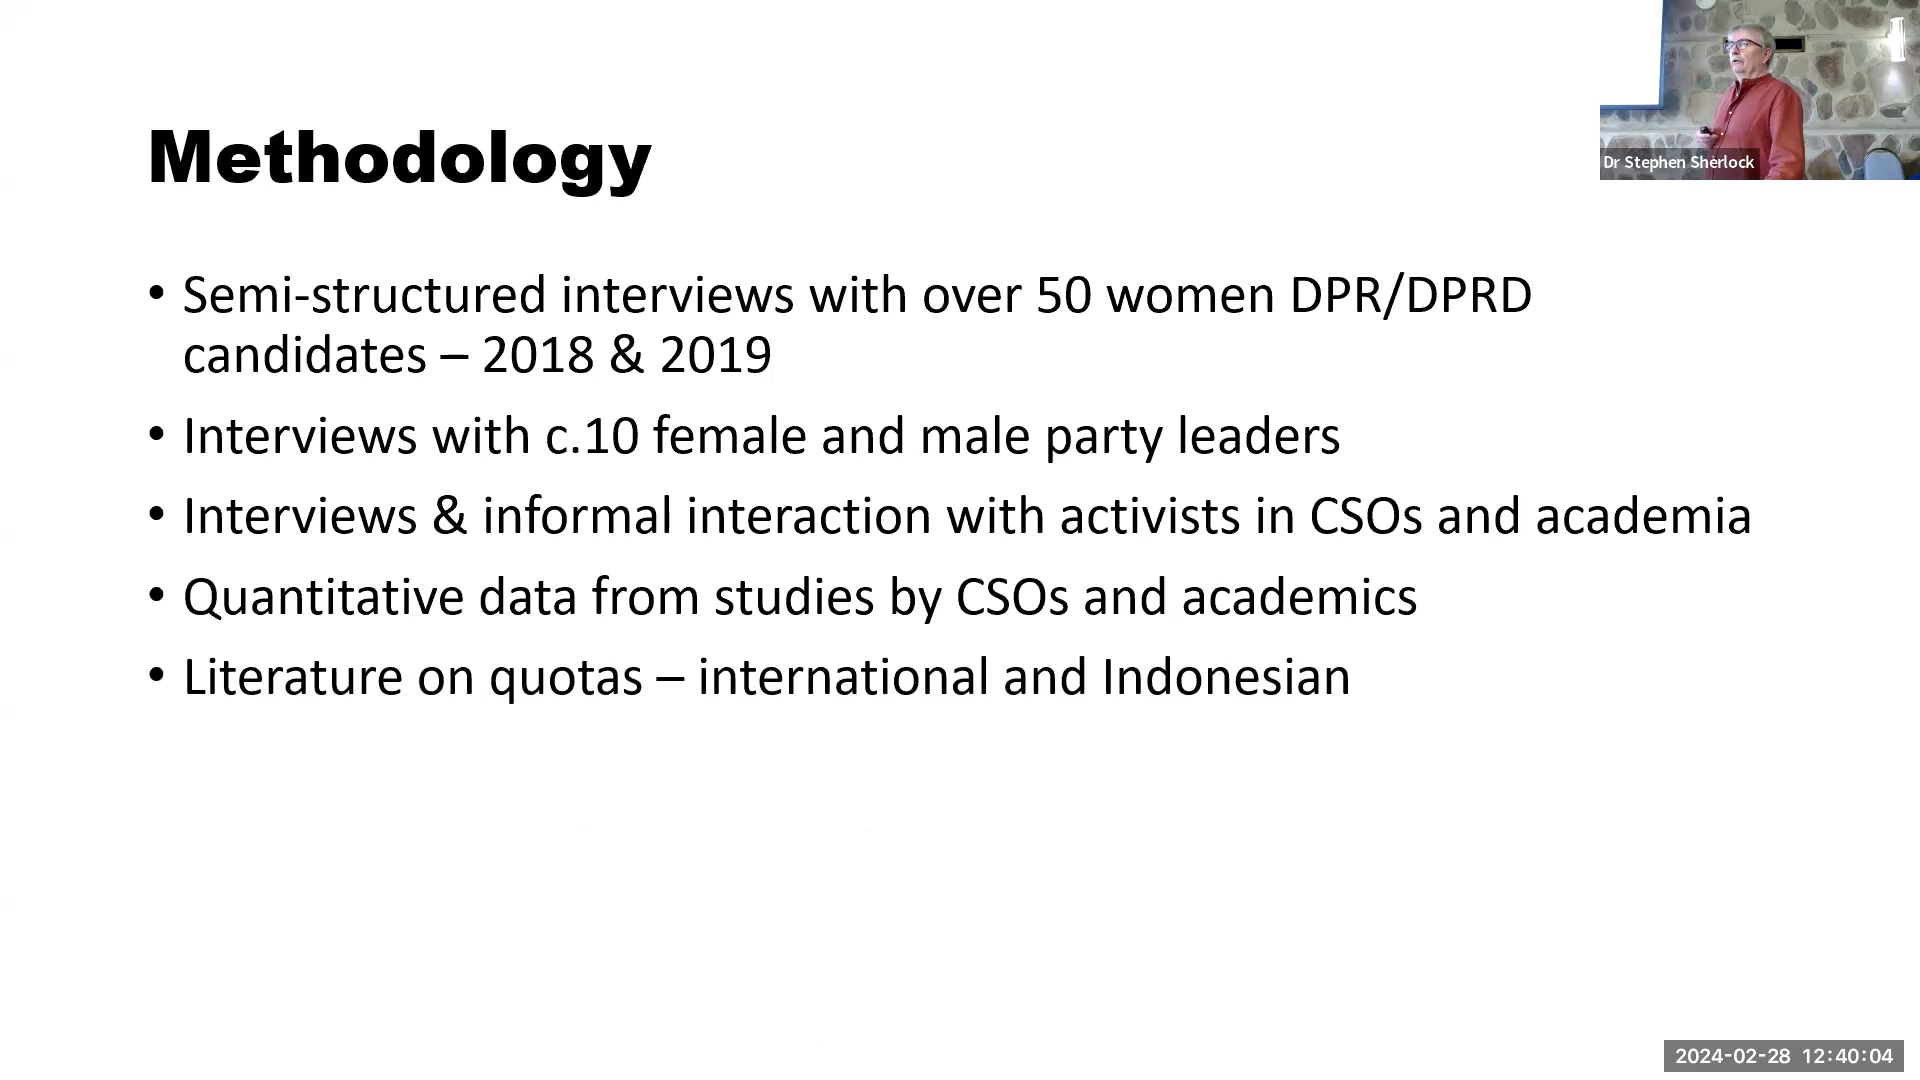 Methodology
• Semi-structured interviews with over 50 women DPR/DPRD
candidates – 2018 & 2019
• Interviews with c.10 female and male party leaders
• Interviews & informal interaction with activists in CSOs and academia
• Quantitative data from studies by CSOs and academics
• Literature on quotas – international and Indonesian
Dr Stephen Sherlock
2024-02-28 12:40:04